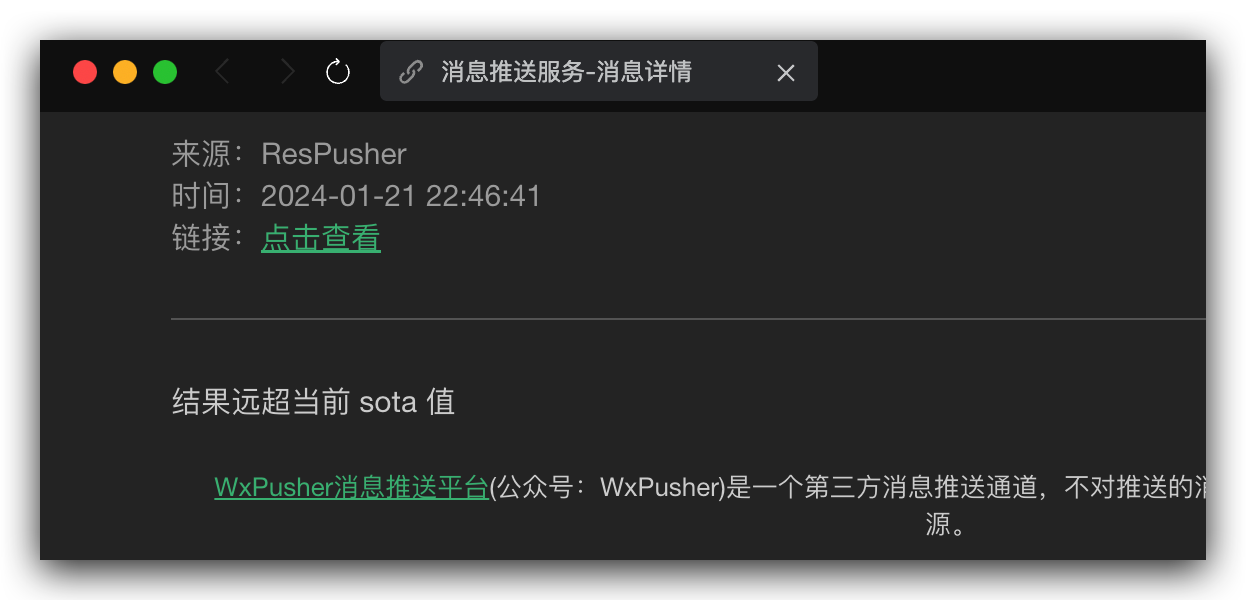 消息推送服务-消息详情
来源：ResPusher
时间：2024-01-21 22:46:41
链接：点击查看
结果远超当前 sota 值
WxPusher消息推送平台(公众号：WxPusher)是一个第三方消息推送通道，不对推送的
源。